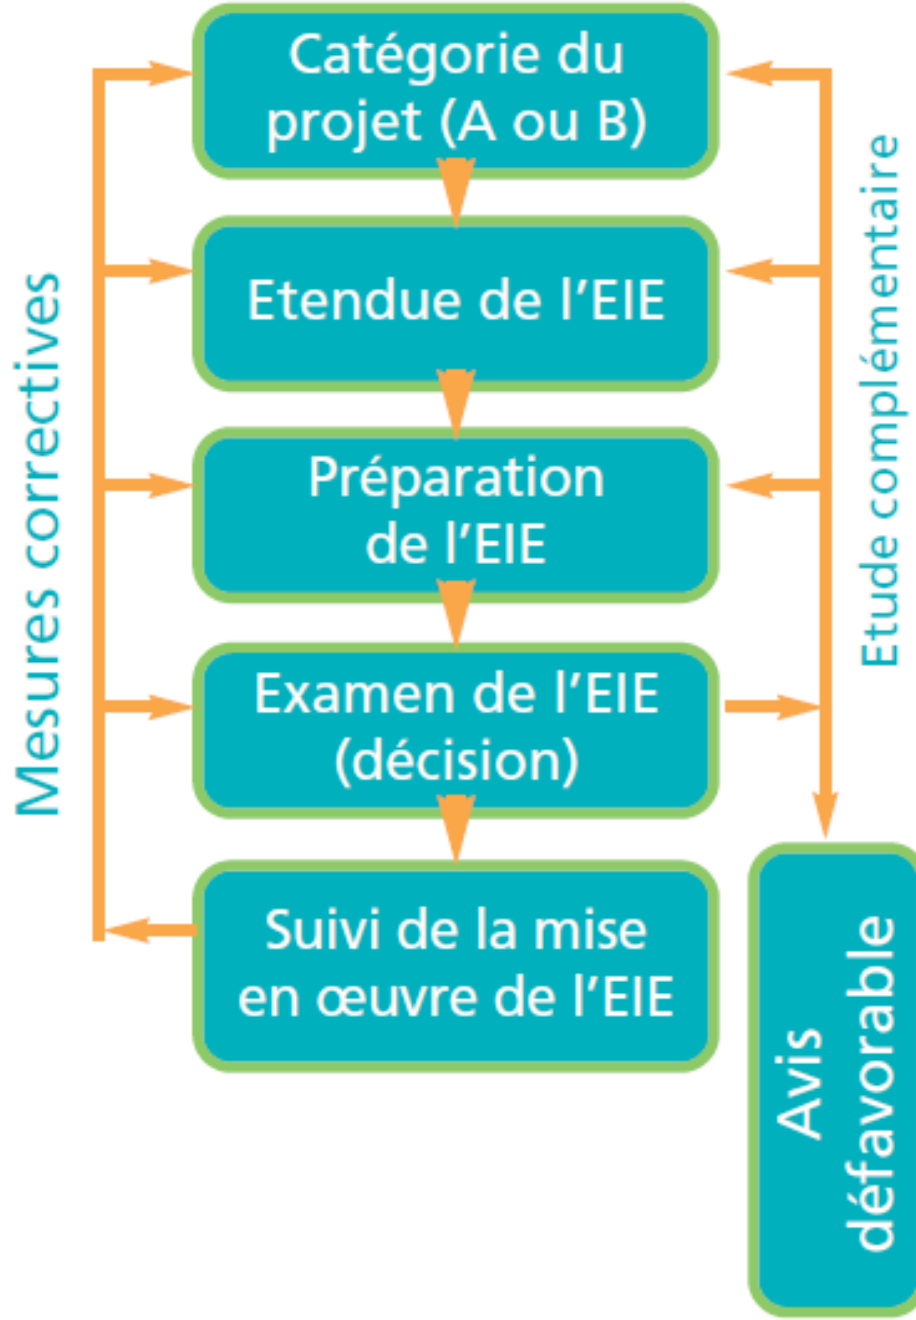 Catégorie du
projet (A ou B)
Etendue de l'EIE
Préparation
de l'EIE
Examen de l'EIE
(décision)
Suivi de la mise
en œuvre de l'EIE
Mesures correctives
Etude complémentaire
Avis
défavorable